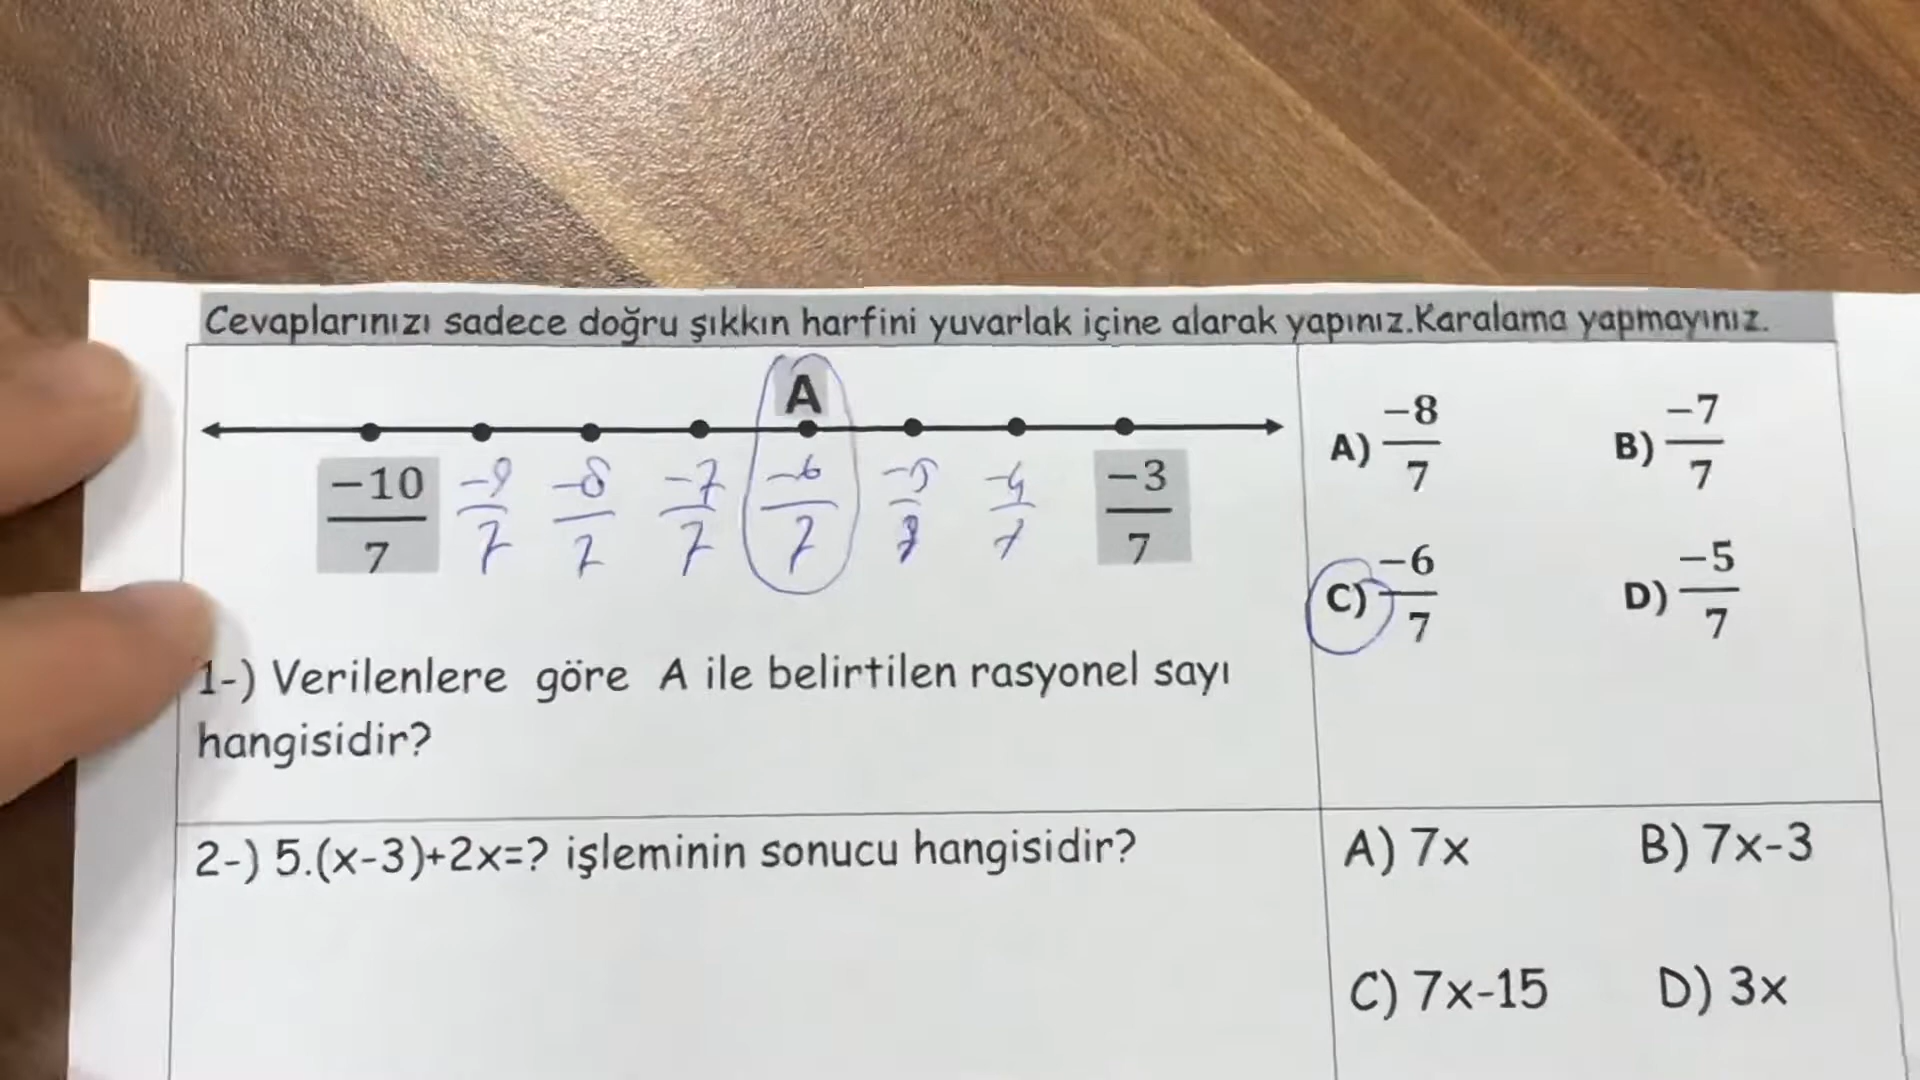 Cevaplarınızı sadece doğru şıkkın harfini yuvarlak içine alarak yapınız.Karalama yapmayınız.
A
-10/7 -9/7 -8/7 -7/7 -6/7 -5/7 -4/7 -3/7
1-) Verilenlere göre A ile belirtilen rasyonel sayı
hangisidir?
A) -8/7 B) -7/7
C) -6/7 D) -5/7
2-) 5.(x-3)+2x=? işleminin sonucu hangisidir?
A) 7x B) 7x-3
C) 7x-15 D) 3x